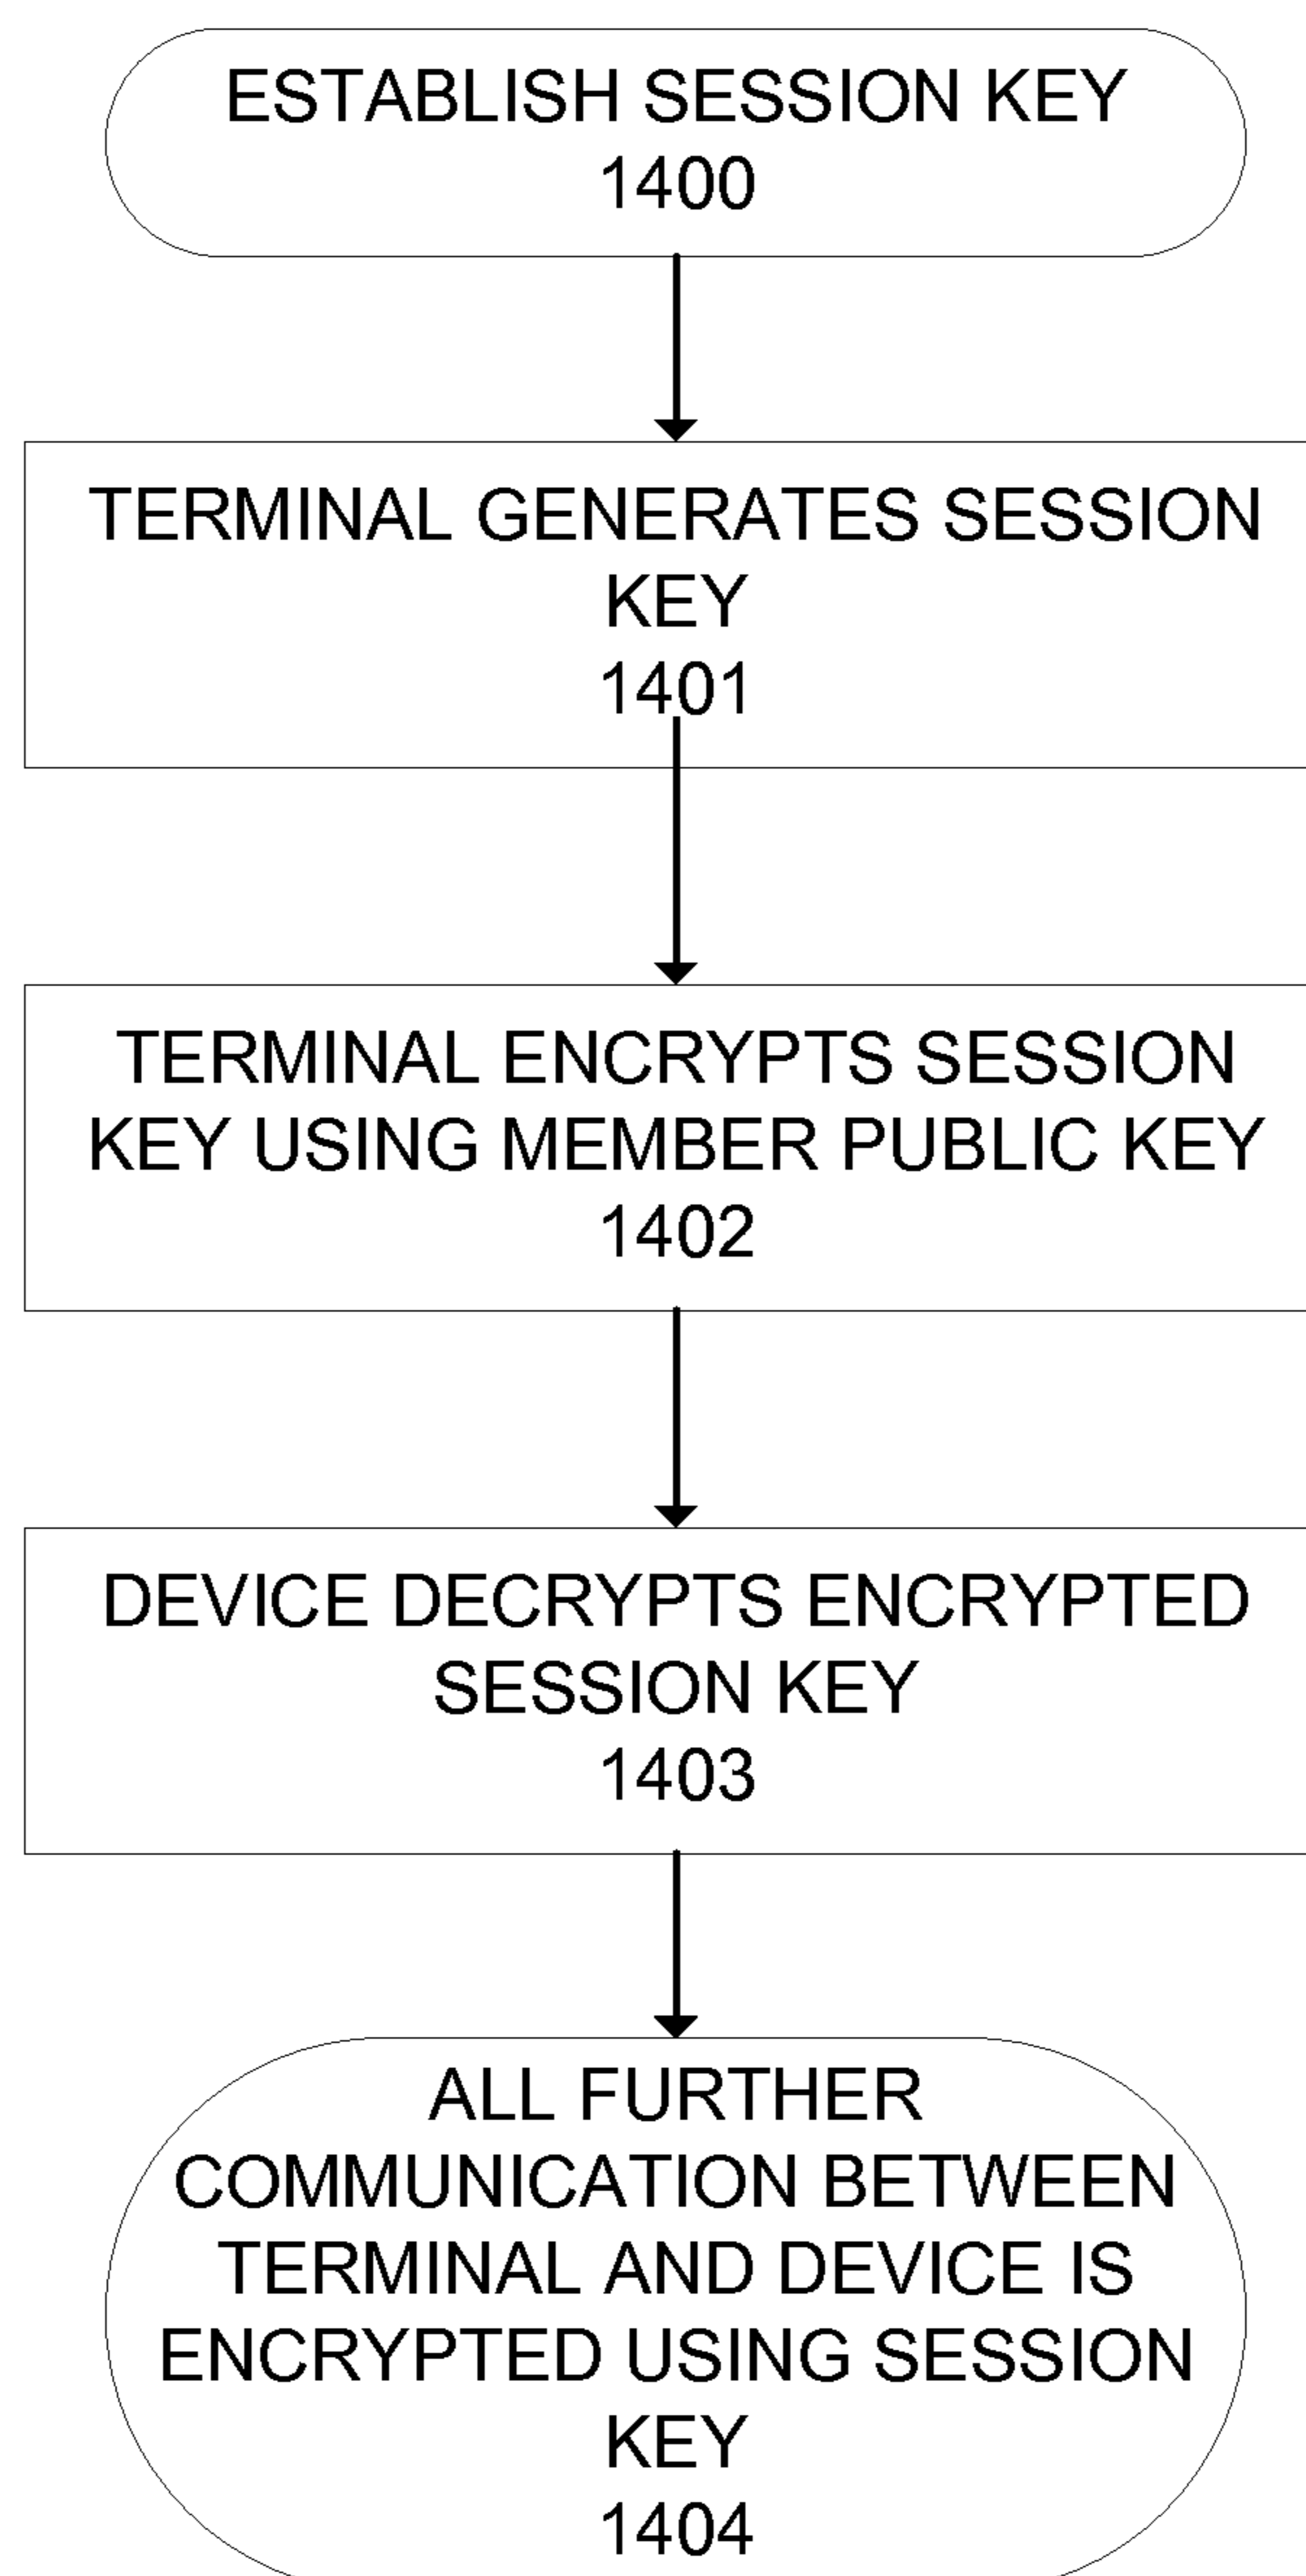 ESTABLISH SESSION KEY
1400
TERMINAL GENERATES SESSION
KEY
1401
TERMINAL ENCRYPTS SESSION
KEY USING MEMBER PUBLIC KEY
1402
DEVICE DECRYPTS ENCRYPTED
SESSION KEY
1403
ALL FURTHER
COMMUNICATION BETWEEN
TERMINAL AND DEVICE IS
ENCRYPTED USING SESSION
KEY
1404